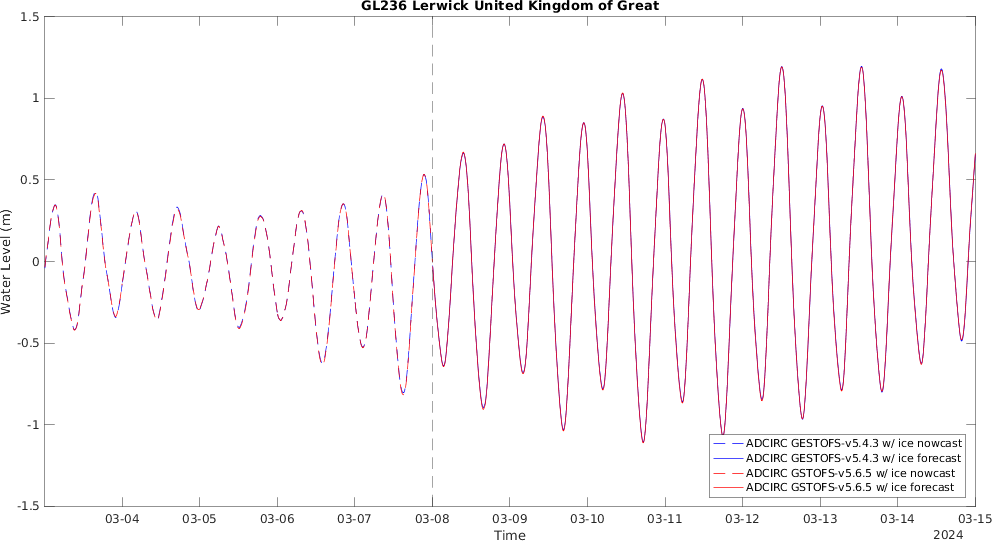 GL236 Lerwick United Kingdom of Great
1.5
1
0.5
0
-0.5
-1
-1.5
Water Level (m)
ADCIRC GESTOFS-v5.4.3 w/ ice nowcast
ADCIRC GESTOFS-v5.4.3 w/ ice forecast
ADCIRC GSTOFS-v5.6.5 w/ ice nowcast
ADCIRC GSTOFS-v5.6.5 w/ ice forecast
03-04 03-05 03-06 03-07 03-08 03-09 03-10 03-11 03-12 03-13 03-14 03-15
Time
2024